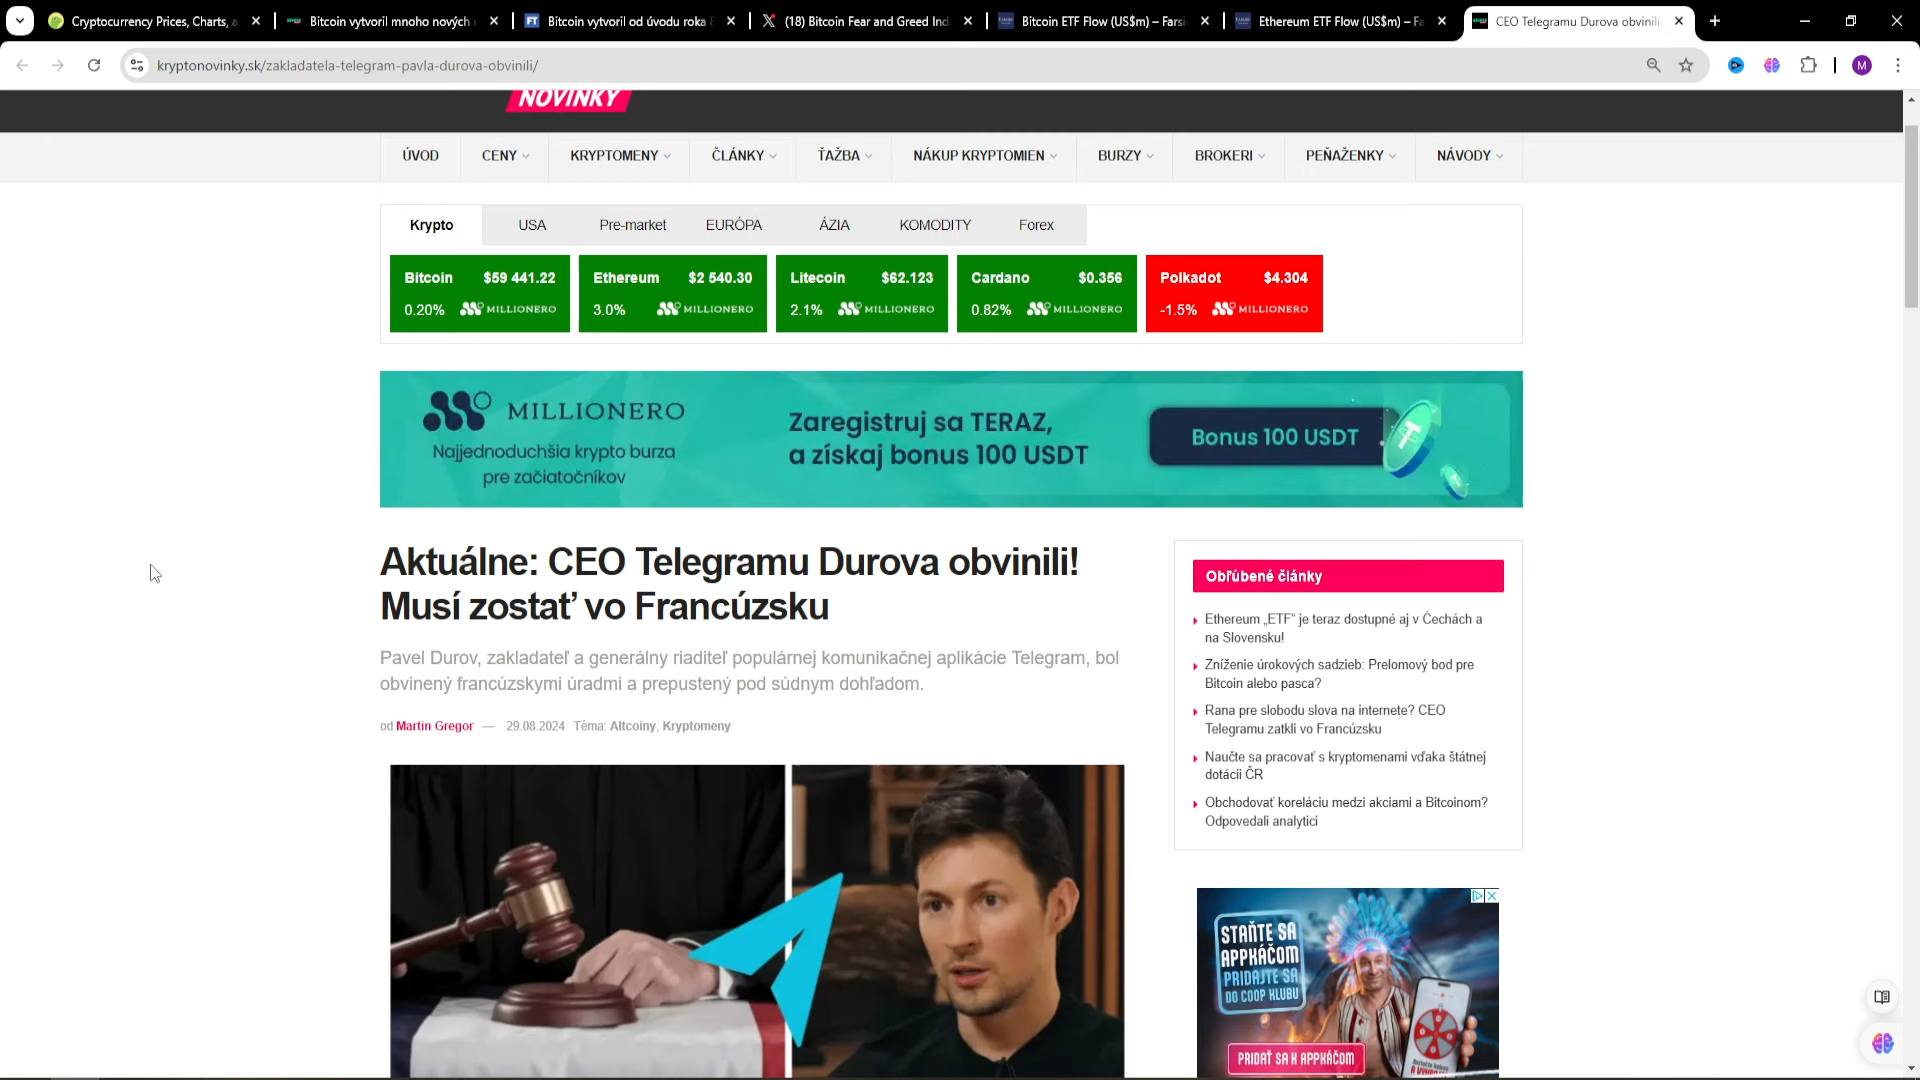 Cryptocurrency Prices, Charts, a
Bitcoin vytvoril mnoho nových
Bitcoin vytvoril od úvodu roka 8
(18) Bitcoin Fear and Greed Ind
Bitcoin ETF Flow (US$m) – Farsi
Ethereum ETF Flow (US$m) – Fa
CEO Telegramu Durova obvinili
kryptonovinky.sk/zakladatela-telegram-pavla-durova-obvinili/
M
NOVINKY
ÚVOD CENY KRYPTOMENY ČLÁNKY ŤAŽBA NÁKUP KRYPTOMIEN BURZY BROKERI PEŇAŽENKY NÁVODY
Krypto USA Pre-market EURÓPA ÁZIA KOMODITY Forex
Bitcoin $59 441.22
0.20% MILLIONERO
Ethereum $2 540.30
3.0% MILLIONERO
Litecoin $62.123
2.1% MILLIONERO
Cardano $0.356
0.82% MILLIONERO
Polkadot $4.304
-1.5% MILLIONERO
MILLIONERO
Najjednoduchšia krypto burza
pre začiatočníkov
Zaregistruj sa TERAZ,
a získaj bonus 100 USDT
Bonus 100 USDT
Aktuálne: CEO Telegramu Durova obvinili!
Musí zostať vo Francúzsku
Pavel Durov, zakladateľ a generálny riaditeľ populárnej komunikačnej aplikácie Telegram, bol
obvinený francúzskymi úradmi a prepustený pod súdnym dohľadom.
od Martin Gregor — 29.08.2024 Téma: Altcoiny, Kryptomeny
Obľúbené články
Ethereum „ETF“ je teraz dostupné aj v Čechách a
na Slovensku!
Zníženie úrokových sadzieb: Prelomový bod pre
Bitcoin alebo pasca?
Rana pre slobodu slova na internete? CEO
Telegramu zatkli vo Francúzsku
Naučte sa pracovať s kryptomenami vďaka štátnej
dotácii ČR
Obchodovať koreláciu medzi akciami a Bitcoinom?
Odpovedali analytici
STAŇTE SA
APPKÁČOM
PRIDAJTE SA
DO COOP KLUBU
PRIDAŤ SA K APPKÁČOM